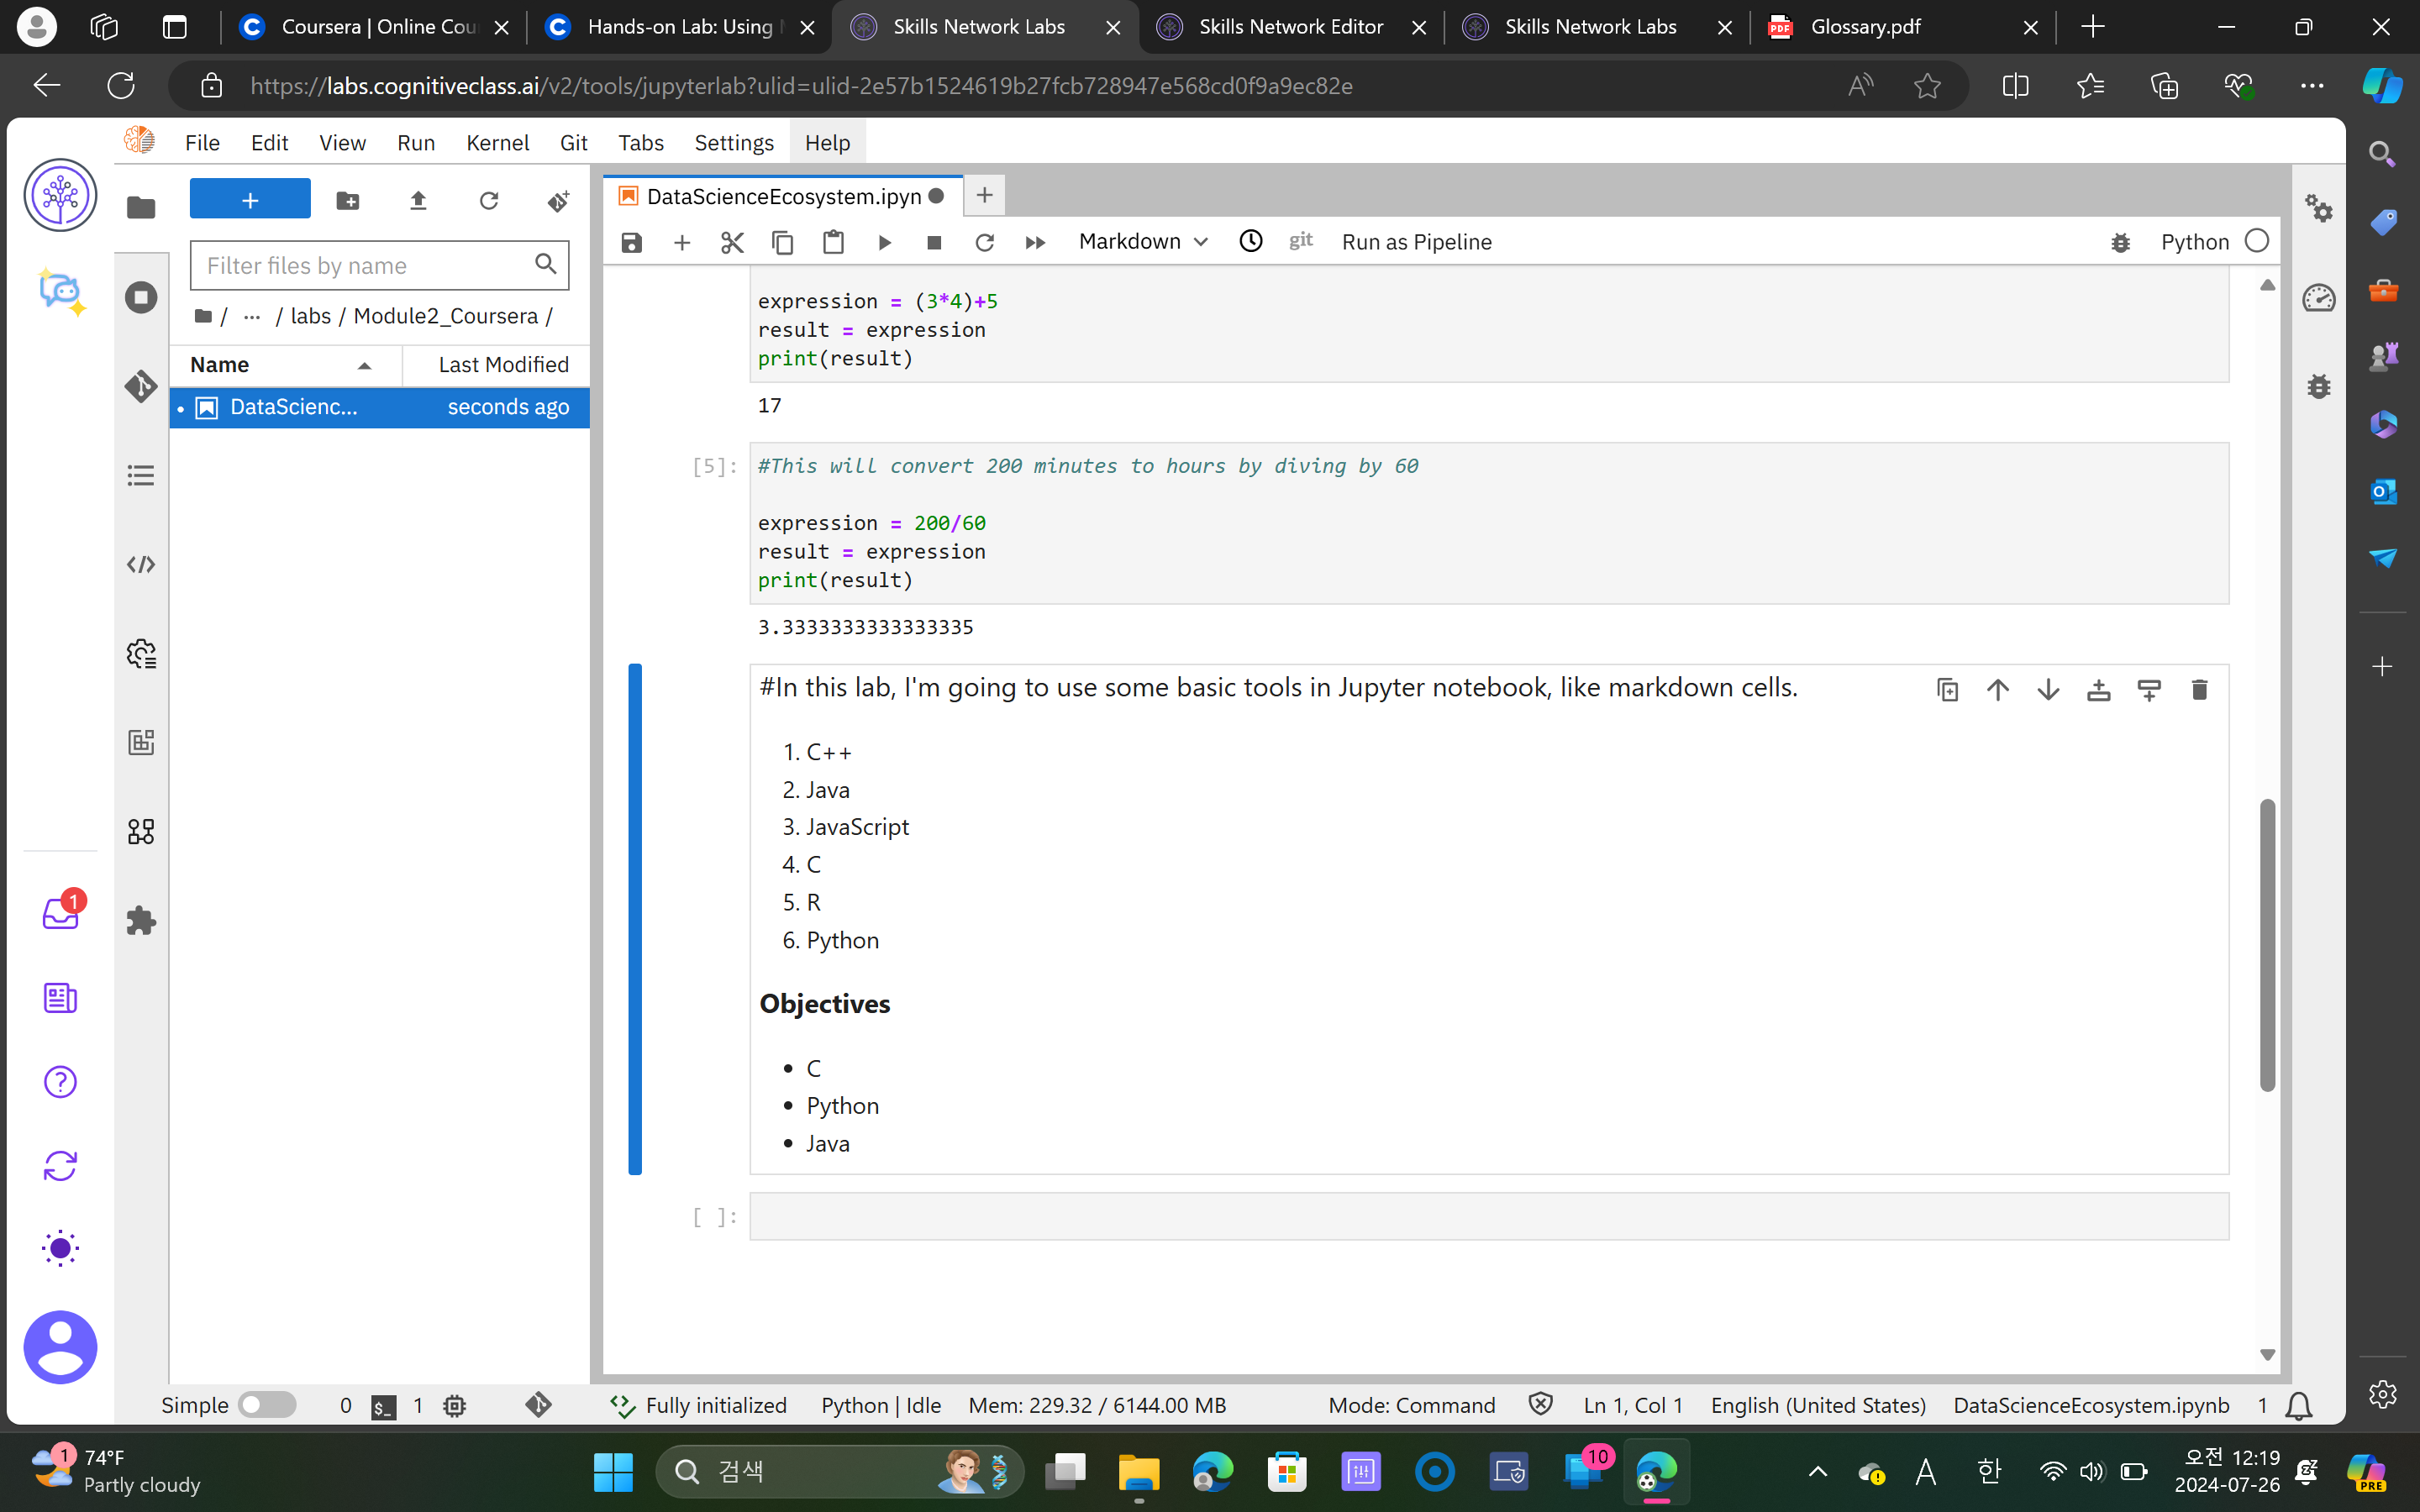 Coursera | Online Cou
Hands-on Lab: Using
Skills Network Labs
Skills Network Editor
Skills Network Labs
PDF
Glossary.pdf
https://labs.cognitiveclass.ai/v2/tools/jupyterlab?ulid=ulid-2e57b1524619b27fcb728947e568cd0f9a9ec82e
File Edit View Run Kernel Git Tabs Settings Help
DataScienceEcosystem.ipyn
Markdown git Run as Pipeline Python
Filter files by name
/ ... / labs / Module2_Coursera /
Name Last Modified
DataScienc... seconds ago
expression = (3*4)+5
result = expression
print(result)
17
[5]: #This will convert 200 minutes to hours by diving by 60
expression = 200/60
result = expression
print(result)
3.3333333333333335
#In this lab, I'm going to use some basic tools in Jupyter notebook, like markdown cells.
1. C++
2. Java
3. JavaScript
4. C
5. R
6. Python
Objectives
• C
• Python
• Java
[ ]:
1
Simple 0 $_ 1 Fully initialized Python | Idle Mem: 229.32 / 6144.00 MB Mode: Command Ln 1, Col 1 English (United States) DataScienceEcosystem.ipynb 1
1 74°F
Partly cloudy
검색
10
A 한
오전 12:19
2024-07-26
PRE